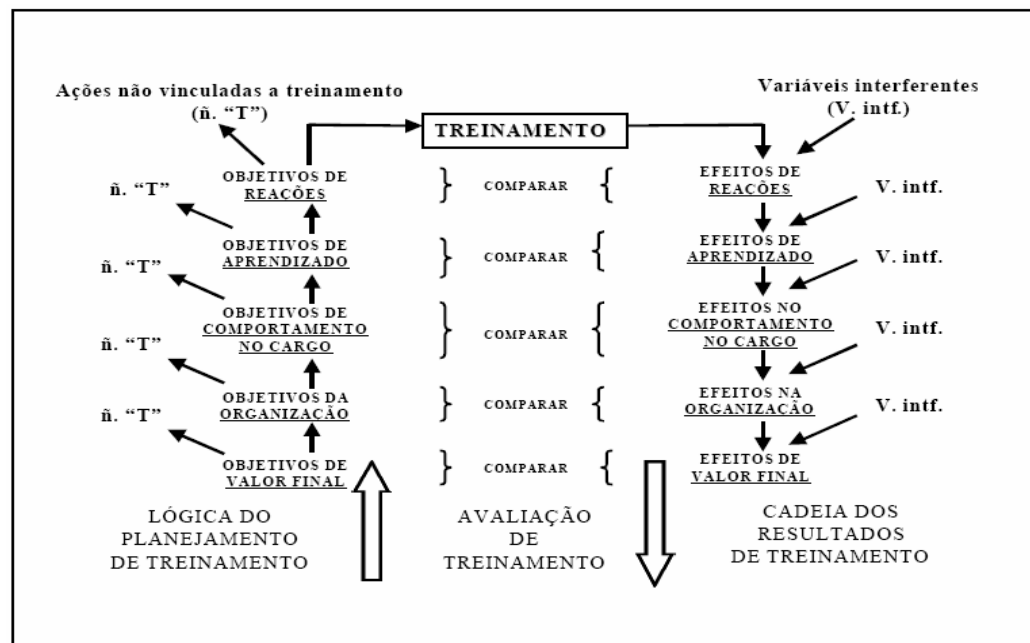 Ações não vinculadas a treinamento
(ñ. “T”)
Variáveis interferentes
(V. intf.)
TREINAMENTO
OBJETIVOS DE
REAÇÕES
} COMPARAR {
EFEITOS DE
REAÇÕES
ñ. “T”
V. intf.
OBJETIVOS DE
APRENDIZADO
} COMPARAR {
EFEITOS DE
APRENDIZADO
ñ. “T”
V. intf.
OBJETIVOS DE
COMPORTAMENTO
NO CARGO
} COMPARAR {
EFEITOS NO
COMPORTAMENTO
NO CARGO
ñ. “T”
V. intf.
OBJETIVOS DA
ORGANIZAÇÃO
} COMPARAR {
EFEITOS NA
ORGANIZAÇÃO
ñ. “T”
V. intf.
OBJETIVOS DE
VALOR FINAL
} COMPARAR {
EFEITOS DE
VALOR FINAL
LÓGICA DO
PLANEJAMENTO
DE TREINAMENTO
AVALIAÇÃO
DE
TREINAMENTO
CADEIA DOS
RESULTADOS
DE TREINAMENTO